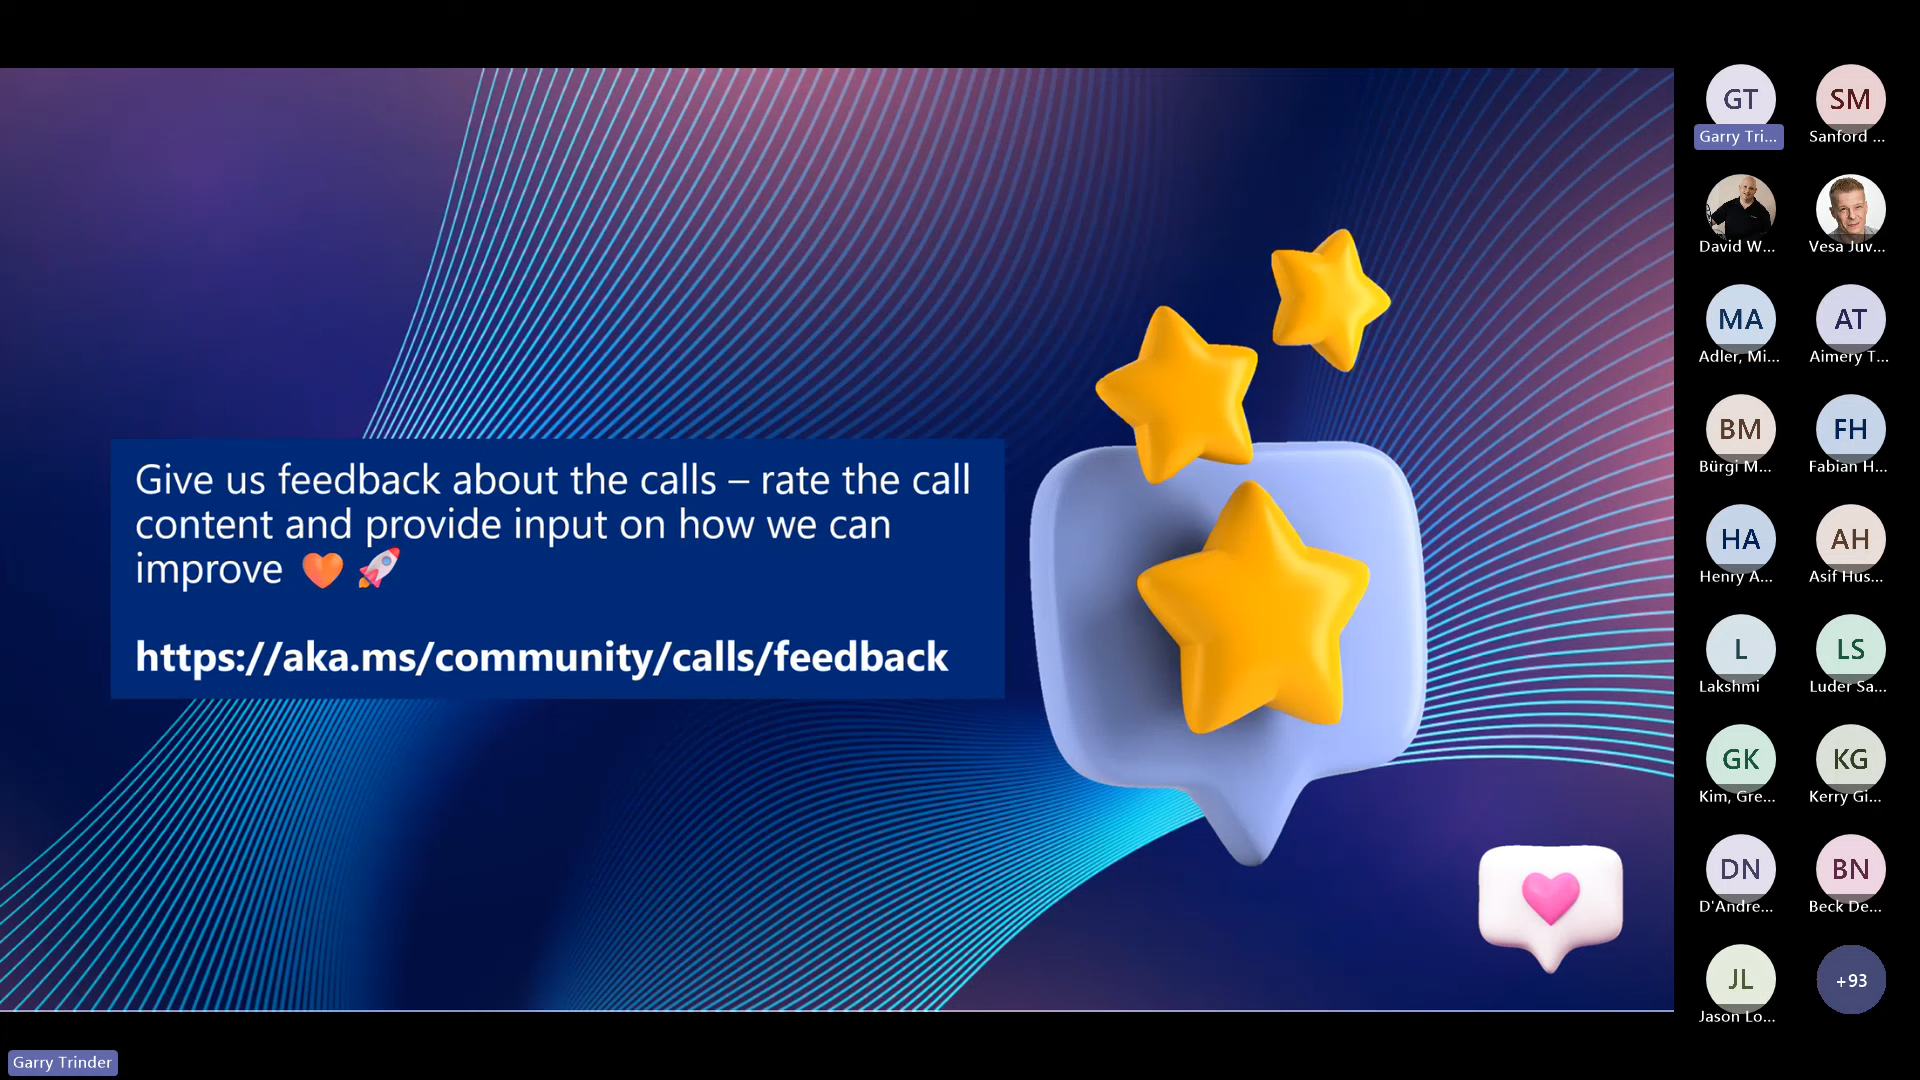 Give us feedback about the calls – rate the call
content and provide input on how we can
improve 🧡 🚀
https://aka.ms/community/calls/feedback
GT
Garry Tri...
SM
Sanford ...
David W...
Vesa Juv...
MA
Adler, Mi...
AT
Aimery T...
BM
Bürgi M...
FH
Fabian H...
HA
Henry A...
AH
Asif Hus...
L
Lakshmi
LS
Luder Sa...
GK
Kim, Gre...
KG
Kerry Gi...
DN
D'Andre...
BN
Beck De...
JL
Jason Lo...
+93
Garry Trinder